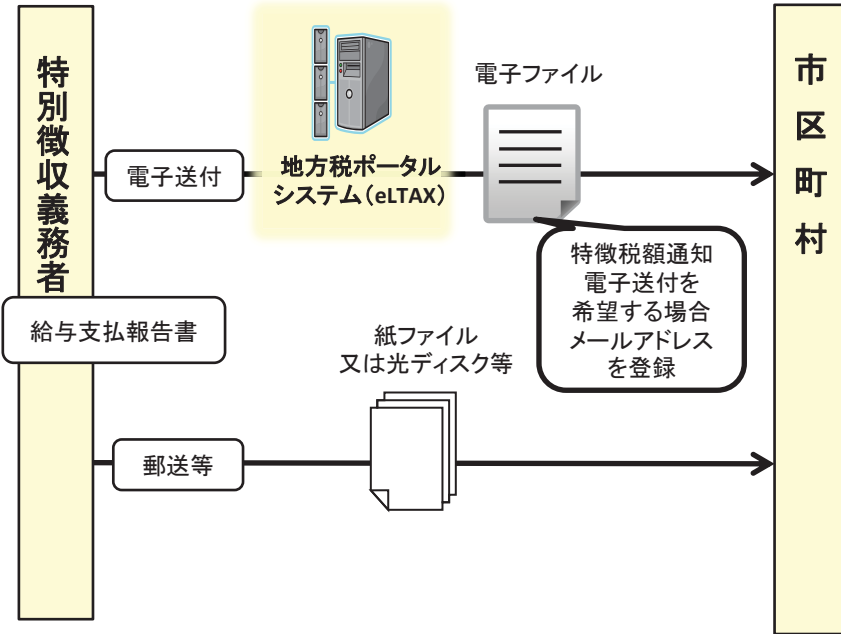 特別徴収義務者
電子送付
地方税ポータル
システム(eLTAX)
電子ファイル
特徴税額通知
電子送付を
希望する場合
メールアドレス
を登録
給与支払報告書
紙ファイル
又は光ディスク等
郵送等
市区町村